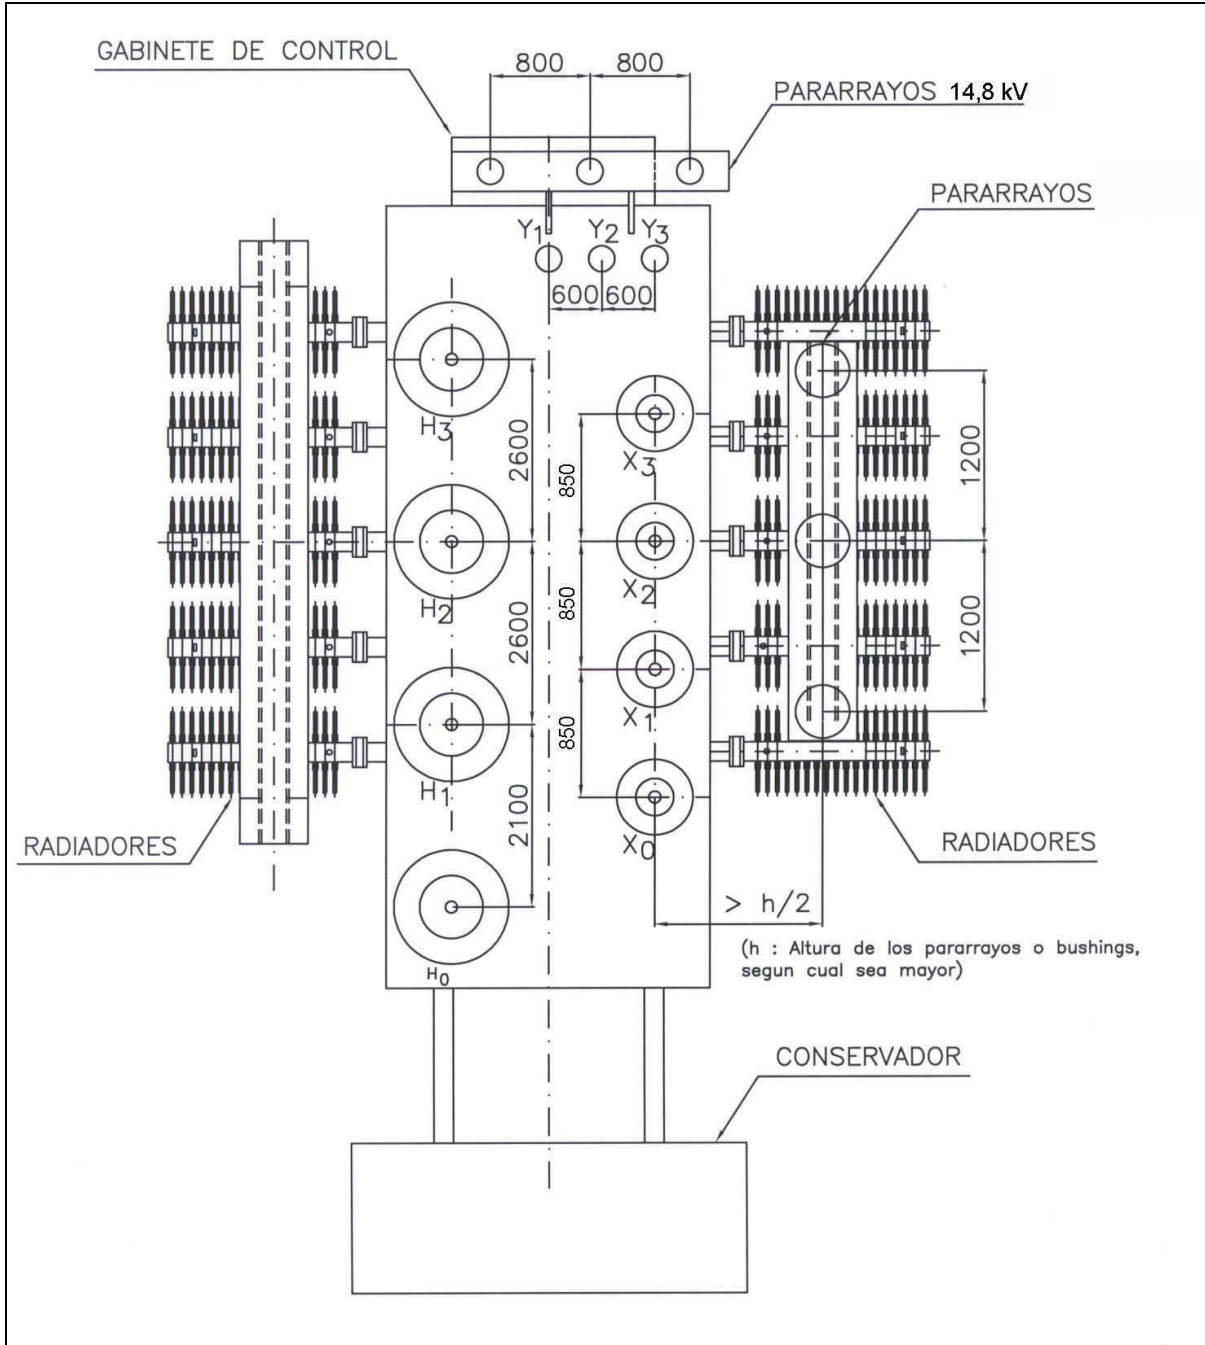 GABINETE DE CONTROL
800
800
PARARRAYOS 14,8 kV
PARARRAYOS
Y1
Y2
Y3
600
600
H3
2600
X3
850
1200
H2
2600
X2
850
1200
H1
2100
X1
850
X0
RADIADORES
RADIADORES
> h/2
(h : Altura de los pararrayos o bushings,
segun cual sea mayor)
H0
CONSERVADOR